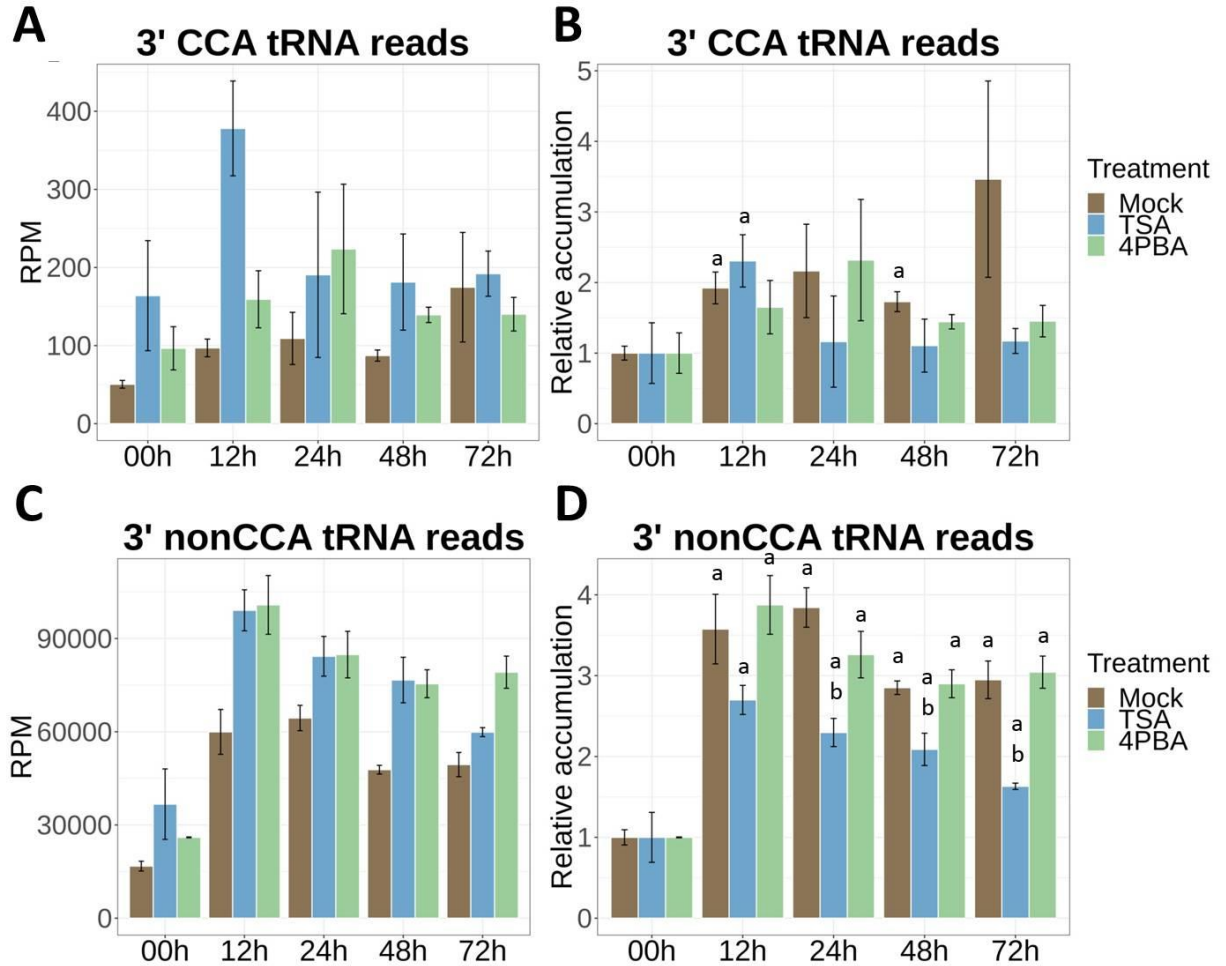 A
3' CCA tRNA reads
RPM
400
300
200
100
0
00h 12h 24h 48h 72h
B
3' CCA tRNA reads
Relative accumulation
5
4
3
2
1
0
a a a
00h 12h 24h 48h 72h
Treatment
Mock
TSA
4PBA
C
3' nonCCA tRNA reads
RPM
90000
60000
30000
0
00h 12h 24h 48h 72h
D
3' nonCCA tRNA reads
Relative accumulation
4
3
2
1
0
a a a a a b a a a b a a a b a
00h 12h 24h 48h 72h
Treatment
Mock
TSA
4PBA